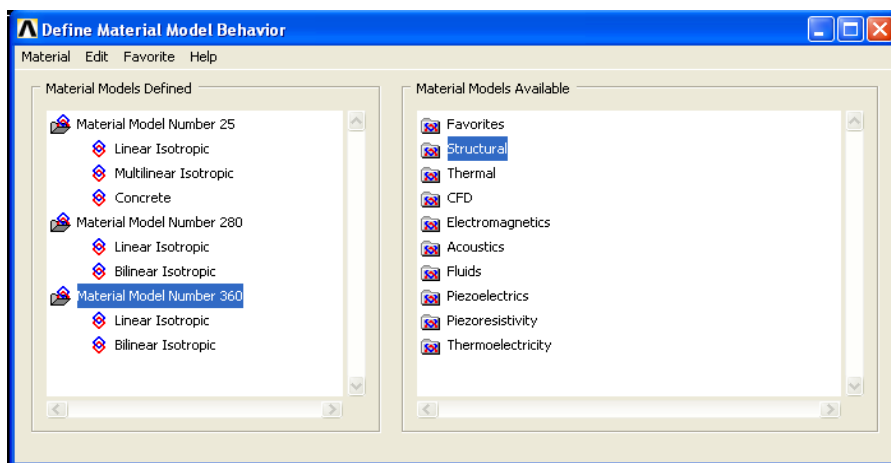 Define Material Model Behavior
Material Edit Favorite Help
Material Models Defined
Material Model Number 25
Linear Isotropic
Multilinear Isotropic
Concrete
Material Model Number 280
Linear Isotropic
Bilinear Isotropic
Material Model Number 360
Linear Isotropic
Bilinear Isotropic
Material Models Available
Favorites
Structural
Thermal
CFD
Electromagnetics
Acoustics
Fluids
Piezoelectrics
Piezoresistivity
Thermoelectricity